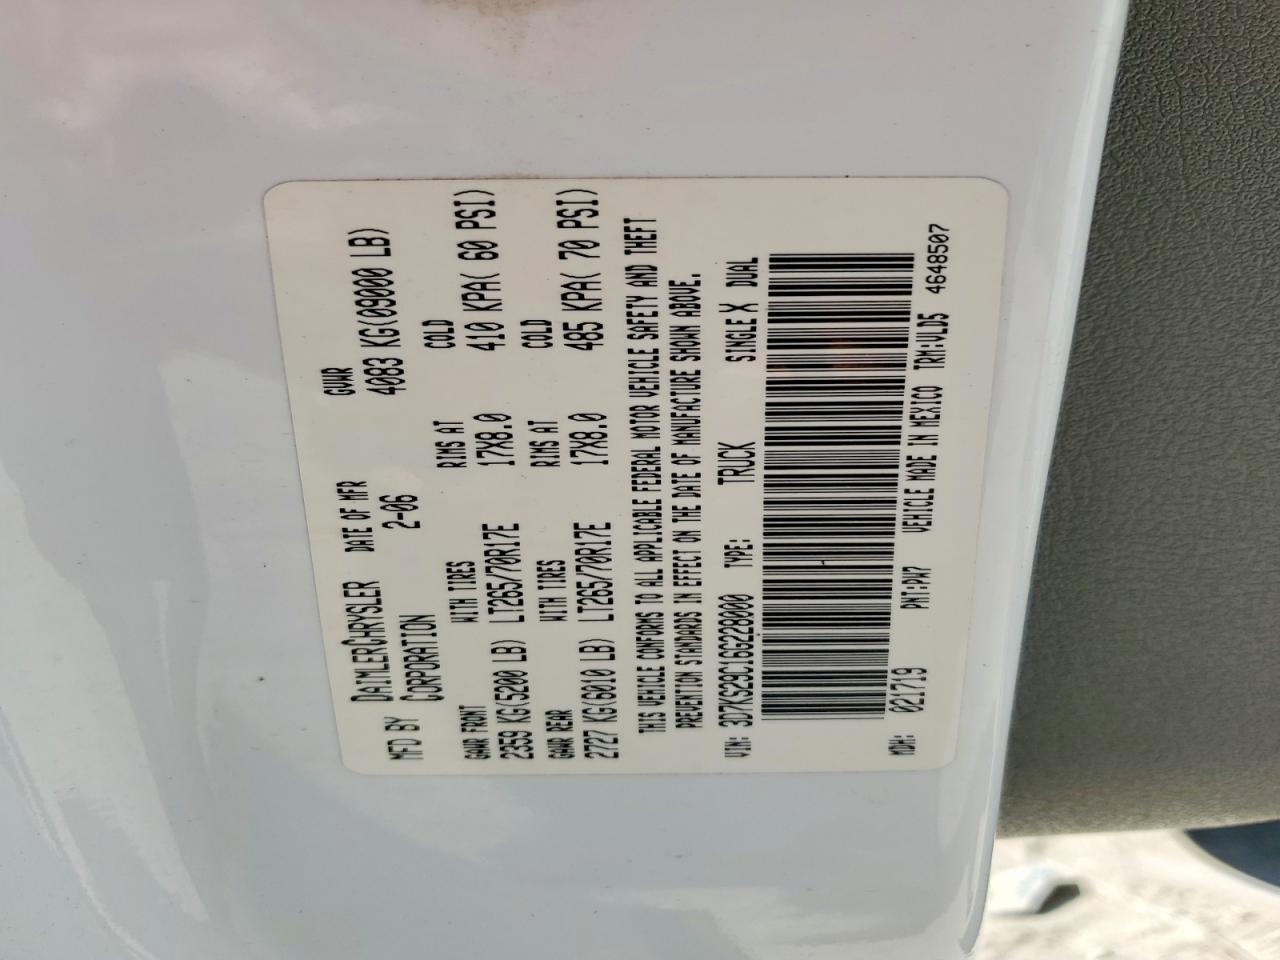 MFD BY DAIMLERCHRYSLER CORPORATION DATE OF MFR 2-06 GVWR 4083 KG(09000 LB)
GAWR FRONT WITH TIRES RIMS AT COLD
2359 KG(5200 LB) LT265/70R17E 17X8.0 410 KPA( 60 PSI)
GAWR REAR WITH TIRES RIMS AT COLD
2727 KG(6010 LB) LT265/70R17E 17X8.0 485 KPA( 70 PSI)
THIS VEHICLE CONFORMS TO ALL APPLICABLE FEDERAL MOTOR VEHICLE SAFETY AND THEFT
PREVENTION STANDARDS IN EFFECT ON THE DATE OF MANUFACTURE SHOWN ABOVE.
VIN: 3D7KS29C16G228000 TYPE: TRUCK SINGLE X DUAL
MDH: 021719 PNT:PW7 VEHICLE MADE IN MEXICO TRM:VLD5 4648507